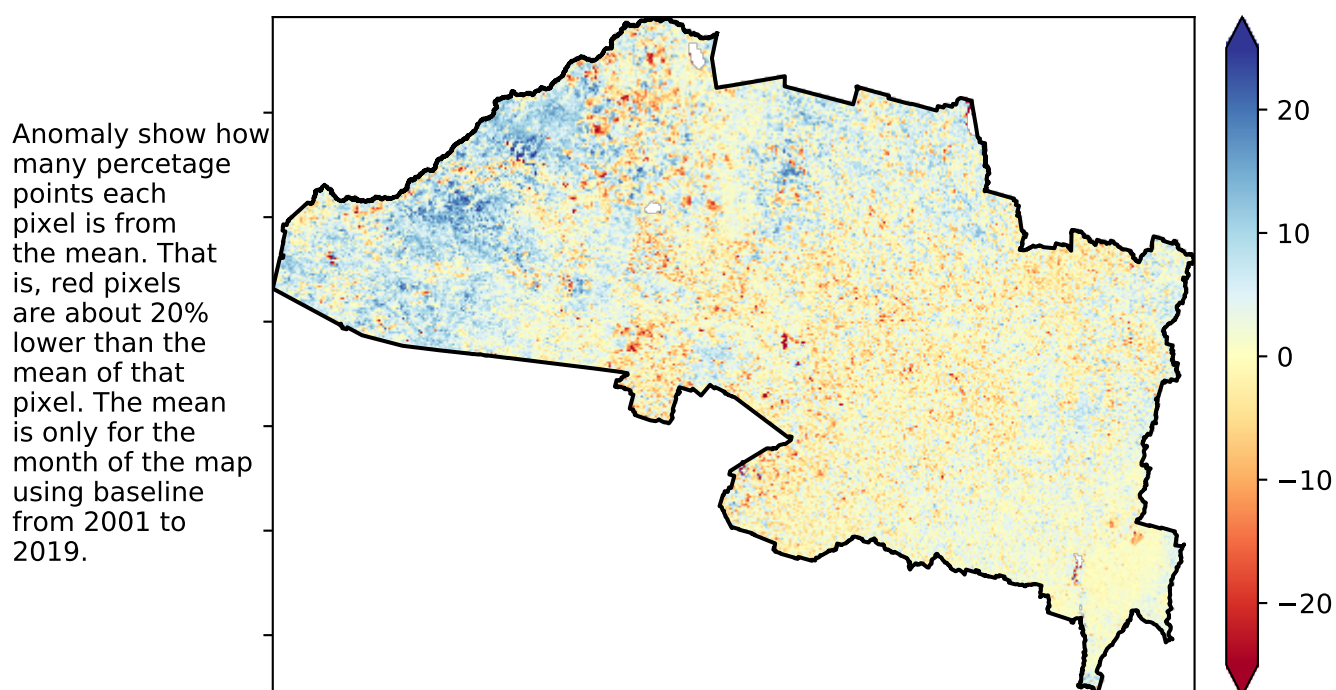 Anomaly show how
many percetage
points each
pixel is from
the mean. That
is, red pixels
are about 20%
lower than the
mean of that
pixel. The mean
is only for the
month of the map
using baseline
from 2001 to
2019.
20
10
0
−10
−20